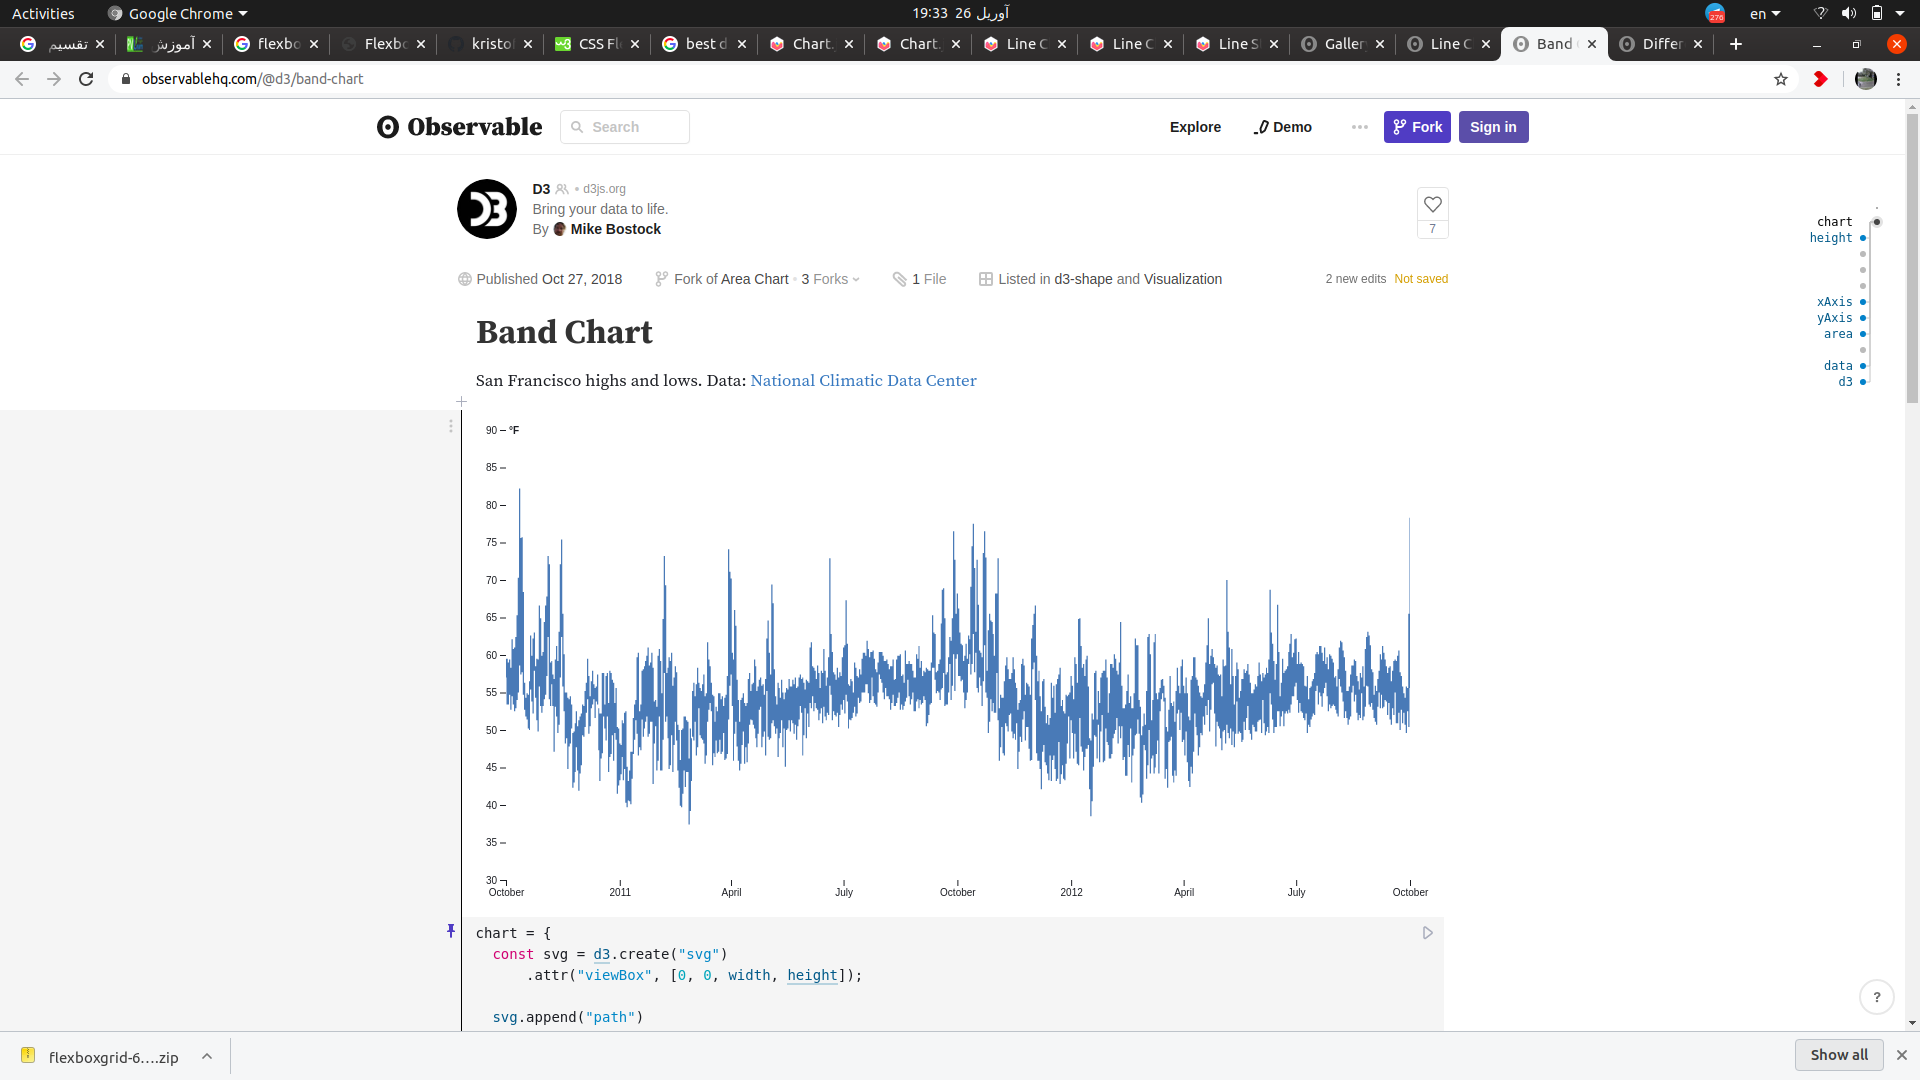 Activities
Google Chrome
19:33 26 آوریل
276
en
تقسیم
آموزش
flexbo
Flexbo
kristo
CSS Fl
best d
Chart.
Chart.
Line C
Line C
Line S
Galler
Line C
Band
Differ
observablehq.com/@d3/band-chart
Observable
Search
Explore
Demo
Fork
Sign in
D3 • d3js.org
Bring your data to life.
By Mike Bostock
7
Published Oct 27, 2018
Fork of Area Chart • 3 Forks
1 File
Listed in d3-shape and Visualization
2 new edits Not saved
chart
height
xAxis
yAxis
area
data
d3
Band Chart
San Francisco highs and lows. Data: National Climatic Data Center
90 °F
85
80
75
70
65
60
55
50
45
40
35
30
October 2011 April July October 2012 April July October
chart = {
const svg = d3.create("svg")
.attr("viewBox", [0, 0, width, height]);
svg.append("path")
?
flexboxgrid-6....zip
Show all